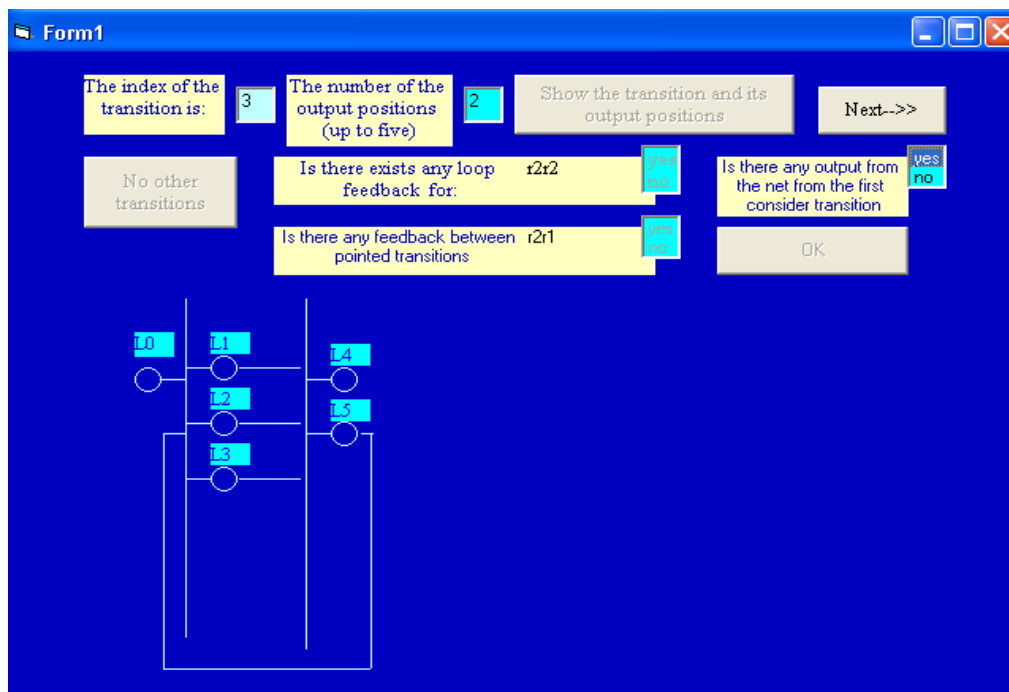 Form1
The index of the
transition is:
3
The number of the
output positions
(up to five)
2
Show the transition and its
output positions
Next-->>
No other
transitions
Is there exists any loop
feedback for:
r2r2
yes
no
Is there any output from
the net from the first
consider transition
yes
no
Is there any feedback between
pointed transitions
r2r1
yes
no
OK
L0
L1
L4
L2
L5
L3